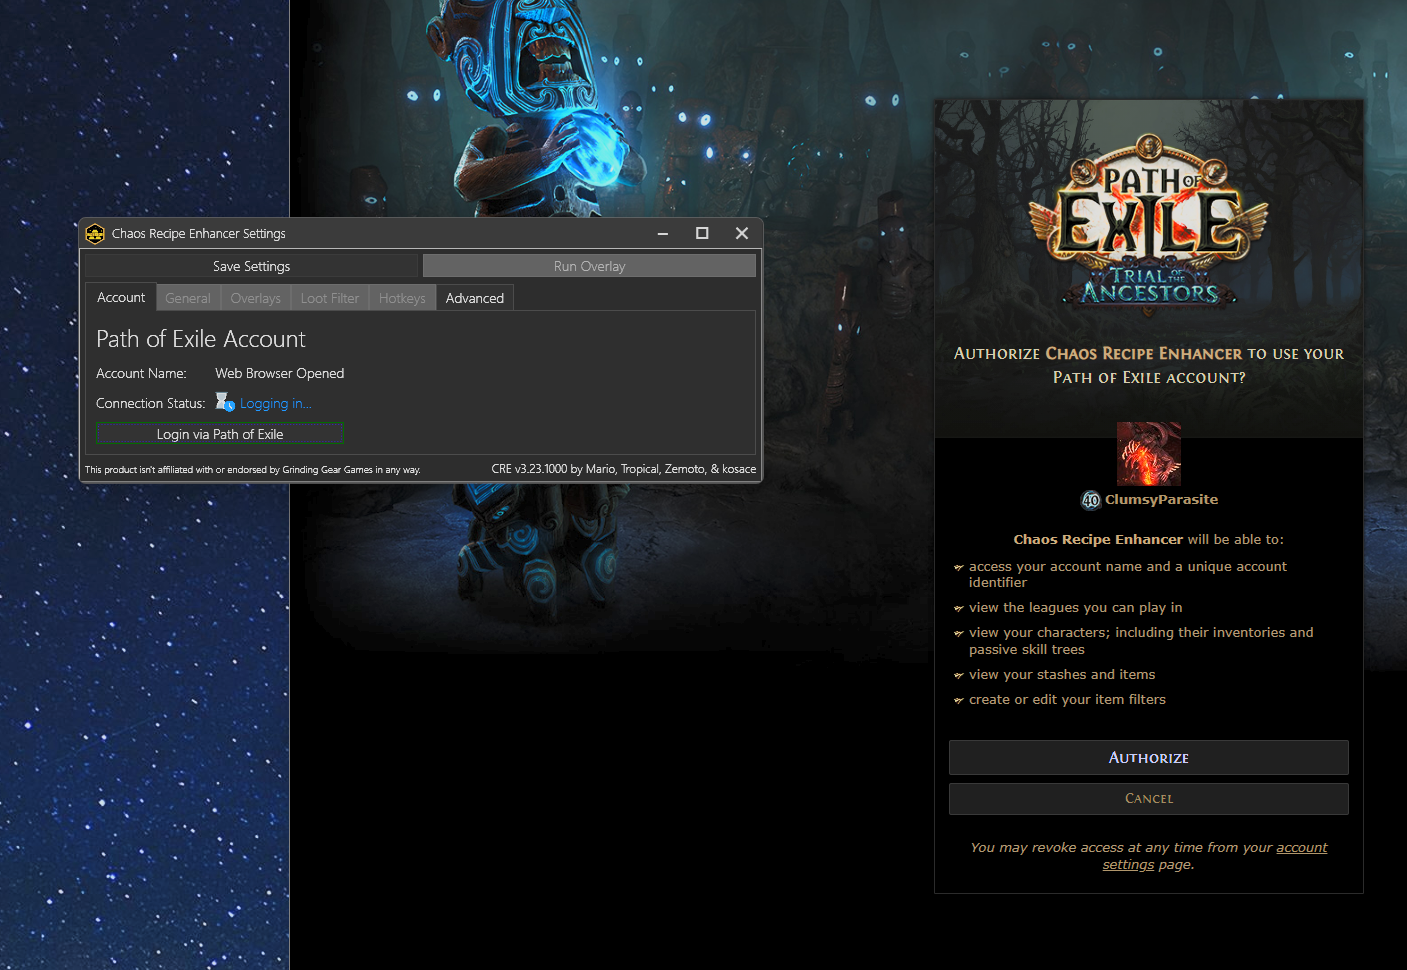 Chaos Recipe Enhancer Settings
Save Settings
Run Overlay
Account
General
Overlays
Loot Filter
Hotkeys
Advanced
Path of Exile Account
Account Name: Web Browser Opened
Connection Status: Logging in...
Login via Path of Exile
This product isn't affiliated with or endorsed by Grinding Gear Games in any way.
CRE v3.23.1000 by Mario, Tropical, Zemoto, & kosace
PATH OF
EXILE
TRIAL OF THE
ANCESTORS
Authorize Chaos Recipe Enhancer to use your
Path of Exile account?
40 ClumsyParasite
Chaos Recipe Enhancer will be able to:
access your account name and a unique account
identifier
view the leagues you can play in
view your characters; including their inventories and
passive skill trees
view your stashes and items
create or edit your item filters
Authorize
Cancel
You may revoke access at any time from your account
settings page.